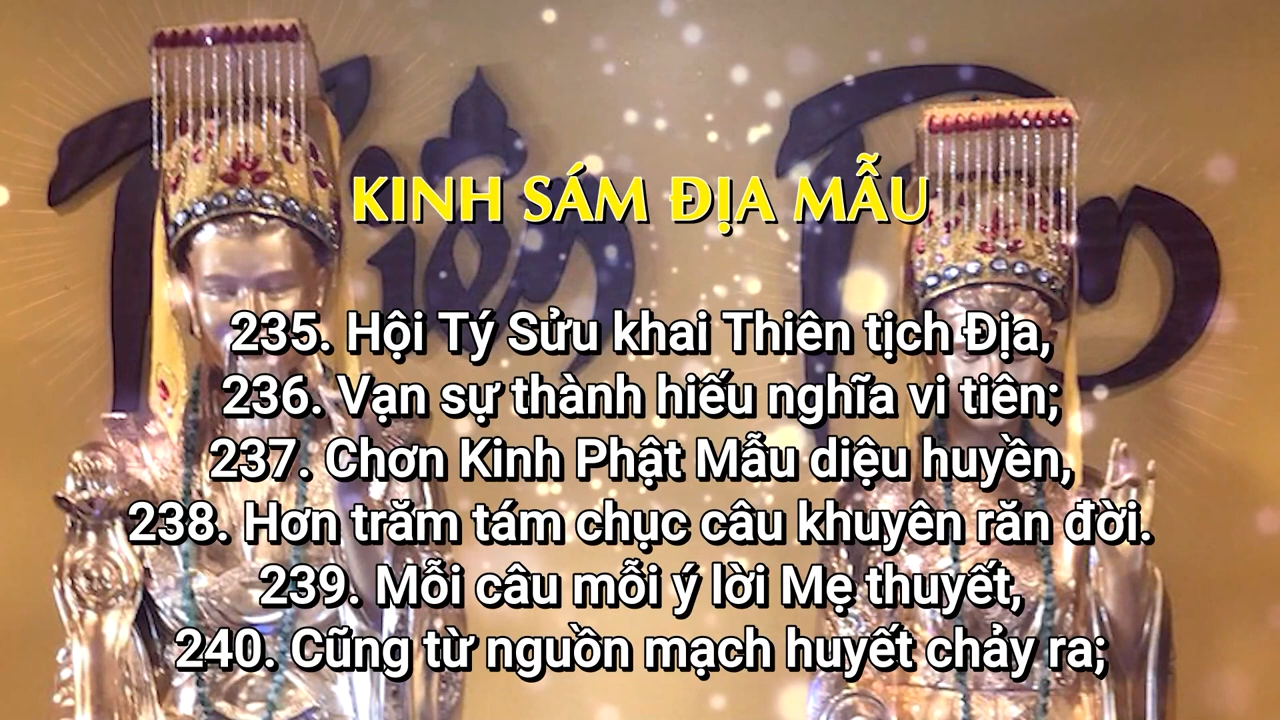 KINH SÁM ĐỊA MẪU
235. Hội Tý Sửu khai Thiên tịch Địa,
236. Vạn sự thành hiếu nghĩa vi tiên;
237. Chơn Kinh Phật Mẫu diệu huyền,
238. Hơn trăm tám chục câu khuyên răn đời.
239. Mỗi câu mỗi ý lời Mẹ thuyết,
240. Cũng từ nguồn mạch huyết chảy ra;